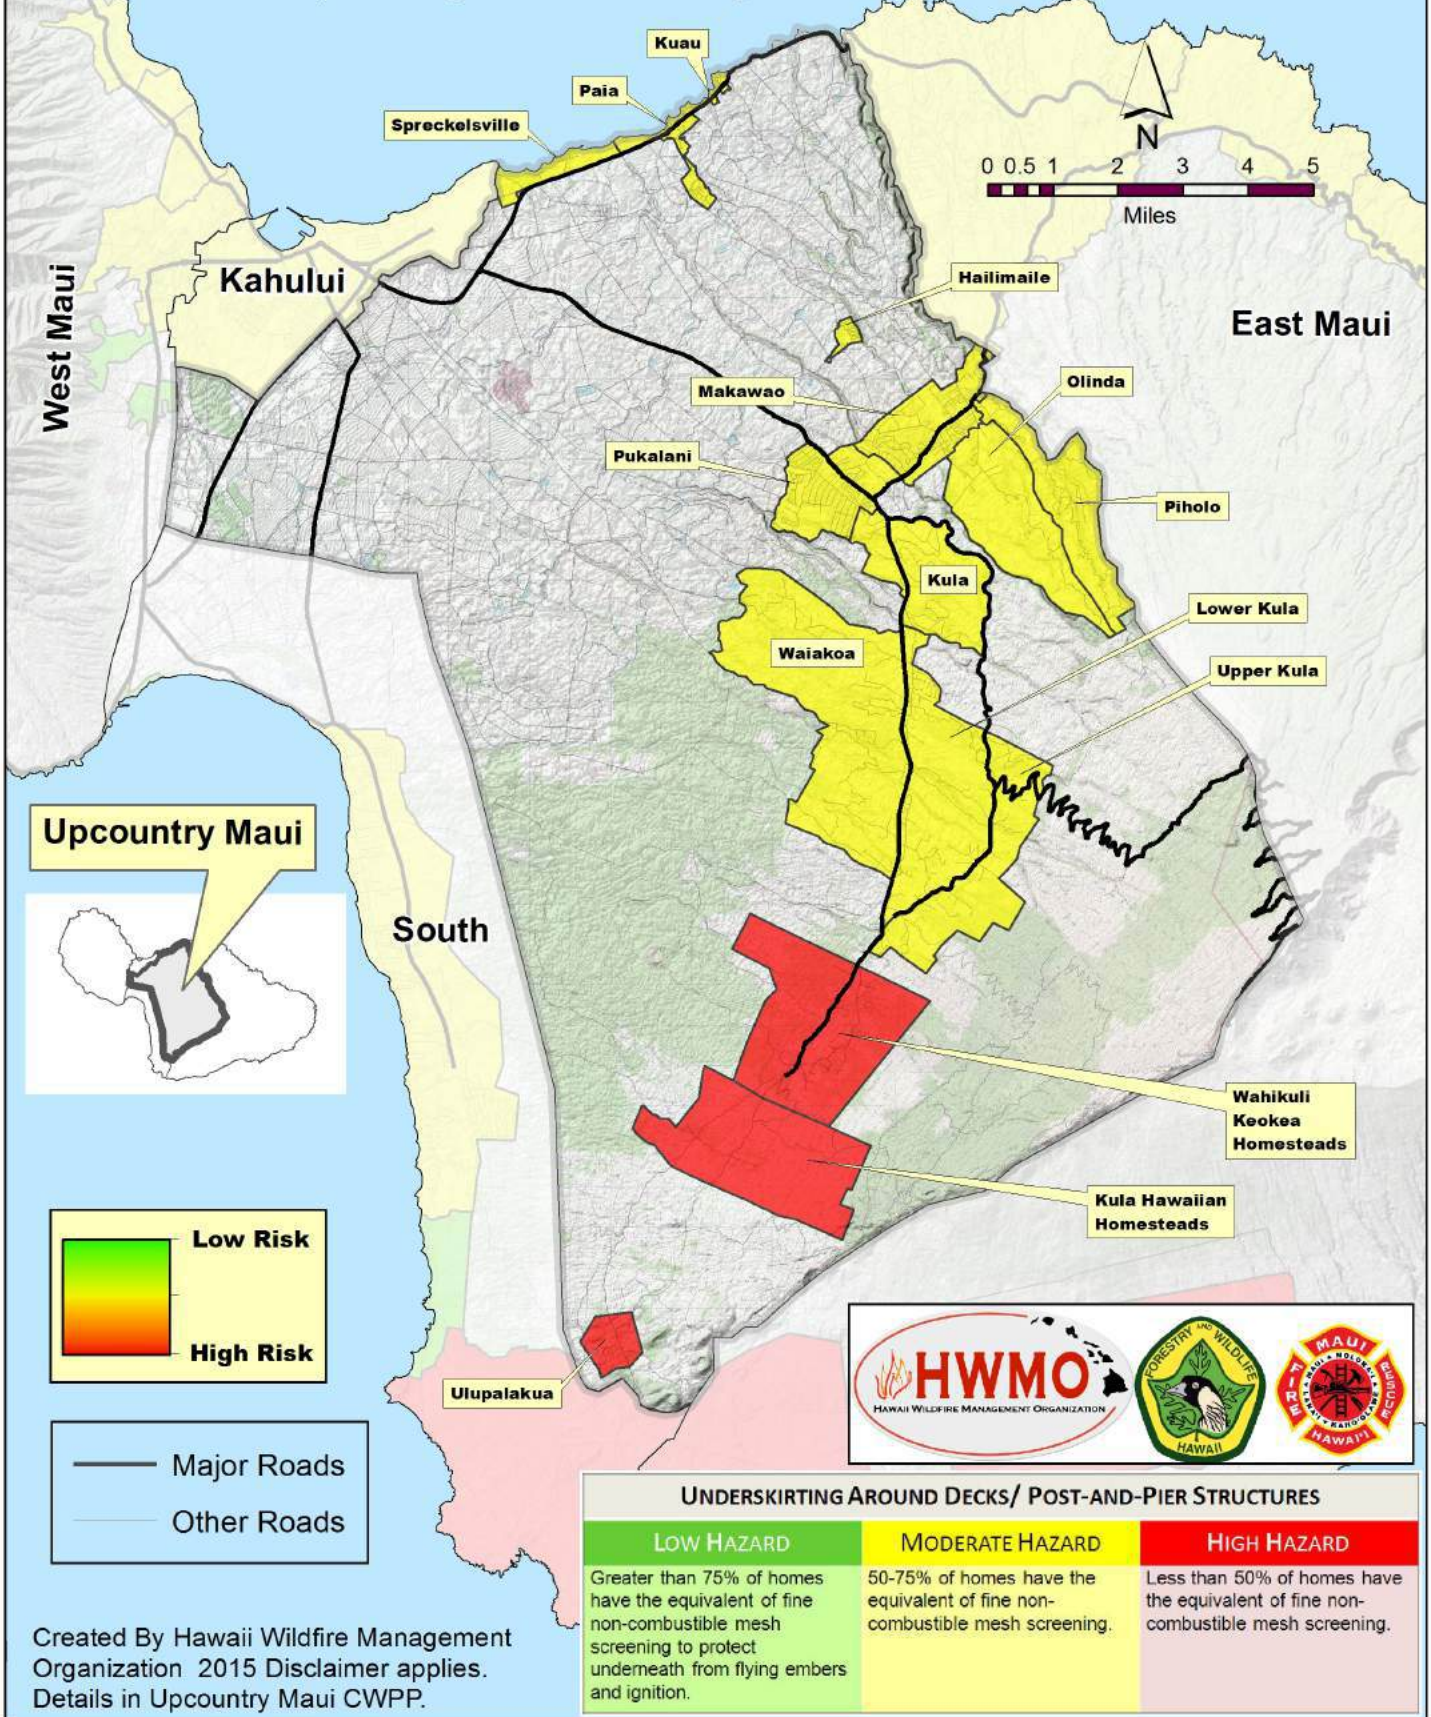 Kuau
Paia
Spreckelsville
N
0 0.5 1 2 3 4 5
Miles
Kahului
West Maui
Hailimaile
East Maui
Makawao
Olinda
Pukalani
Piholo
Kula
Lower Kula
Waiakoa
Upper Kula
Upcountry Maui
South
Wahikuli
Keokea
Homesteads
Kula Hawaiian
Homesteads
Low Risk
High Risk
Ulupalakua
HWMO
HAWAII WILDFIRE MANAGEMENT ORGANIZATION
FORESTRY AND WILDLIFE
HAWAII
MAUI
FIRE
RESCUE
HAWAI'I
Major Roads
Other Roads
UNDERSKIRTING AROUND DECKS/ POST-AND-PIER STRUCTURES
LOW HAZARD
Greater than 75% of homes
have the equivalent of fine
non-combustible mesh
screening to protect
underneath from flying embers
and ignition.
MODERATE HAZARD
50-75% of homes have the
equivalent of fine non-
combustible mesh screening.
HIGH HAZARD
Less than 50% of homes have
the equivalent of fine non-
combustible mesh screening.
Created By Hawaii Wildfire Management
Organization 2015 Disclaimer applies.
Details in Upcountry Maui CWPP.